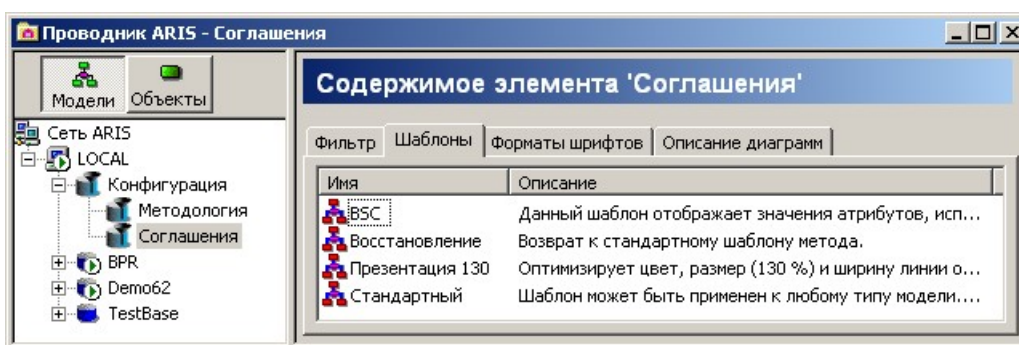 Проводник ARIS - Соглашения
Модели
Объекты
Сеть ARIS
LOCAL
Конфигурация
Методология
Соглашения
BPR
Demo62
TestBase
Содержимое элемента 'Соглашения'
Фильтр Шаблоны Форматы шрифтов Описание диаграмм
Имя Описание
BSC Данный шаблон отображает значения атрибутов, исп...
Восстановление Возврат к стандартному шаблону метода.
Презентация 130 Оптимизирует цвет, размер (130 %) и ширину линии о...
Стандартный Шаблон может быть применен к любому типу модели....